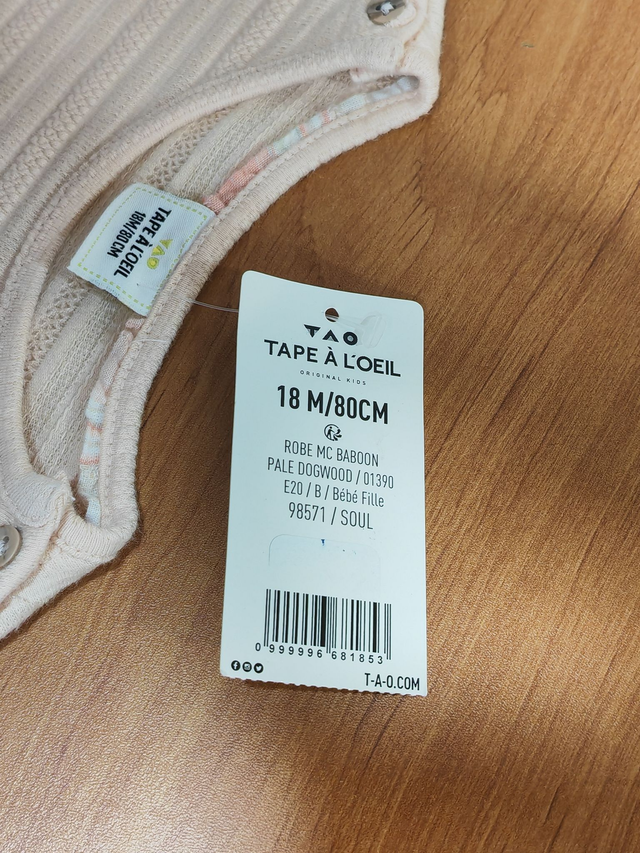 TAO
TAPE À L'OEIL
18M/80CM
TAO
TAPE À L'OEIL
ORIGINAL KIDS
18 M/80CM
ROBE MC BABOON
PALE DOGWOOD / 01390
E20 / B / Bébé Fille
98571 / SOUL
0 999996 681853
T-A-O.COM